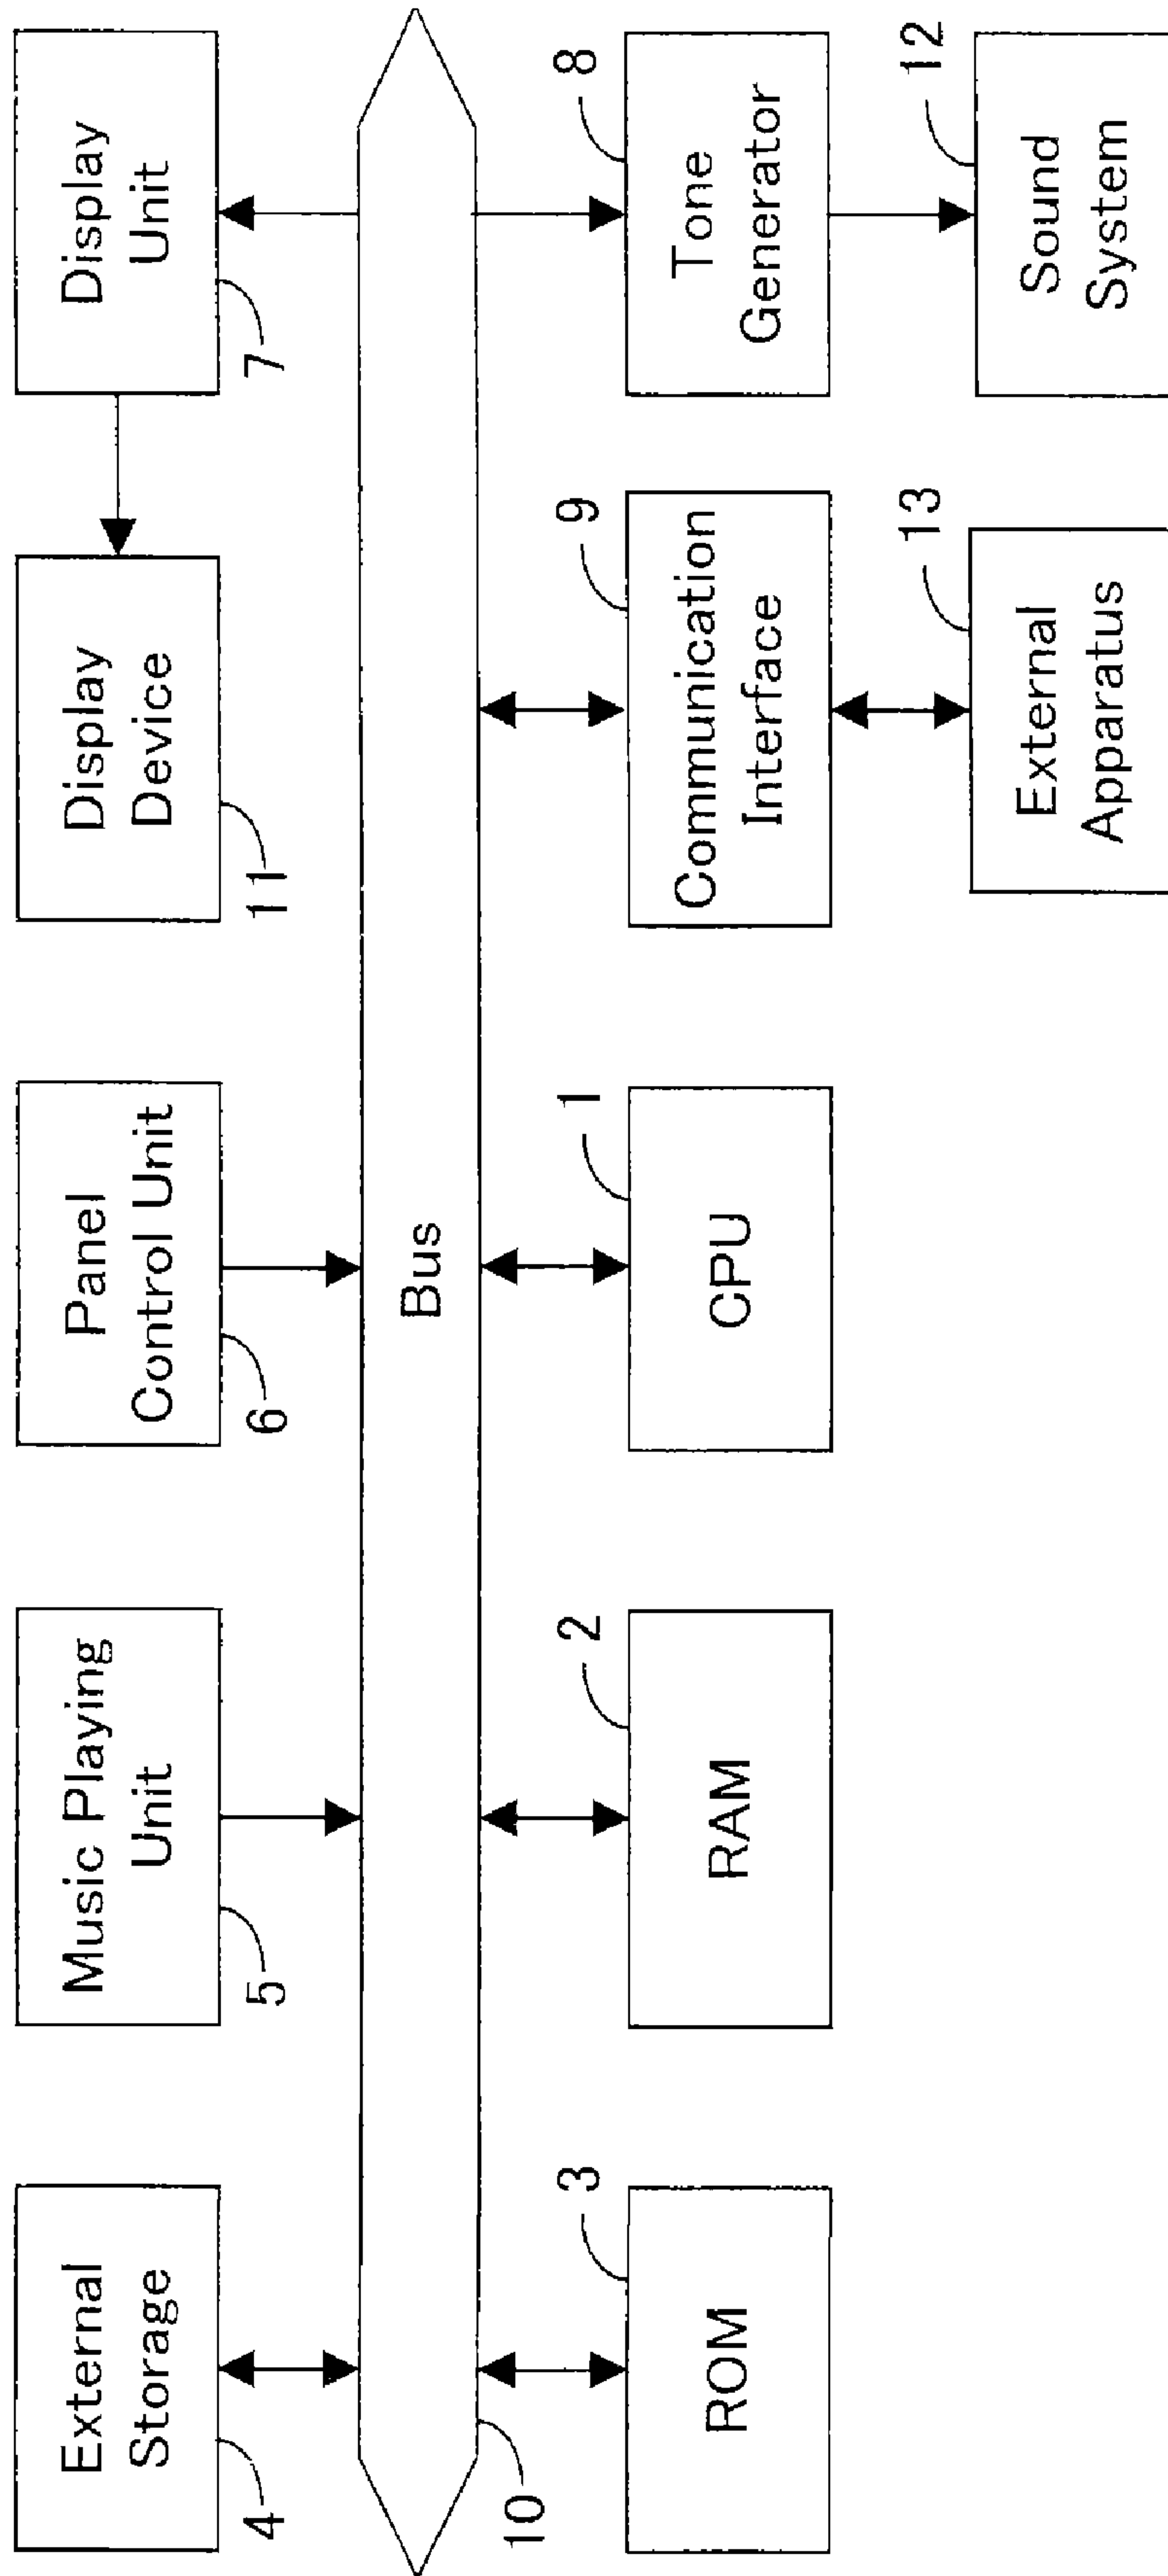 External
Storage
4
Music Playing
Unit
5
Panel
Control Unit
6
Display
Device
11
Display
Unit
7
Bus
10
ROM
3
RAM
2
CPU
1
Communication
Interface
9
Tone
Generator
8
External
Apparatus
13
Sound
System
12